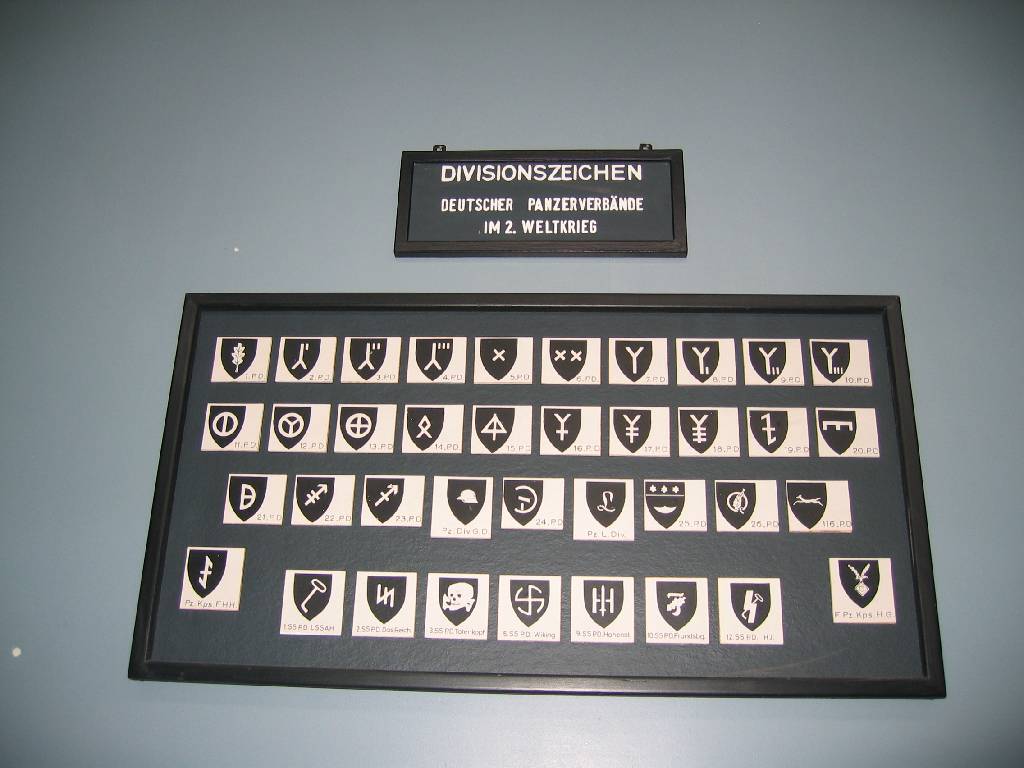 DIVISIONSZEICHEN
DEUTSCHER PANZERVERBÄNDE
IM 2. WELTKRIEG
1.P.D. 2.P.D. 3.P.D. 4.P.D. 5.P.D. 6.P.D. 7.P.D 8.P.D 9.P.D 10.P.D
11.P.D 12.P.D 13.P.D 14.P.D 15.P.D 16.P.D 17.P.D 18.P.D 19.P.D 20.P.D
21.P.D 22.P.D 23.P.D Pz.Div.G.D. 24.P.D Pz.L.Div. 25.P.D 26.P.D 116.P.D
Pz.Kps.F.H.H. 1.SS P.D. LSSAH 2.SS P.D. Das Reich 3.SS P.D. Totenkopf 5.SS P.D. Wiking 9.SS P.D. Hohenst. 10.SS P.D. Frundsbg. 12.SS P.D. H.J. F.Pz.Kps.H.G.